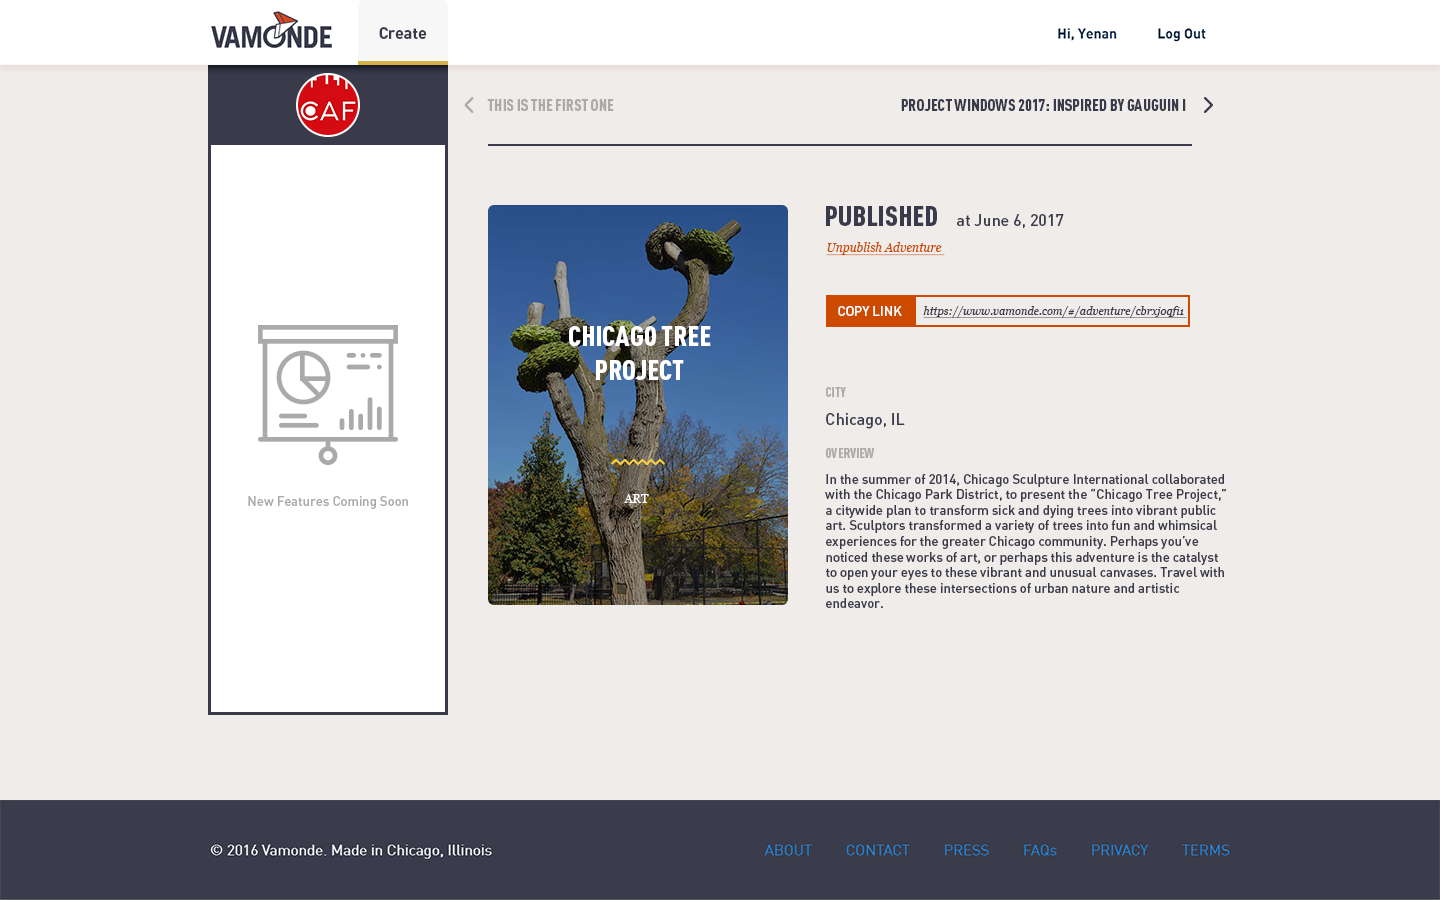 VAMONDE
Create
Hi, Yenan
Log Out
CAF
THIS IS THE FIRST ONE
PROJECT WINDOWS 2017: INSPIRED BY GAUGUIN I
New Features Coming Soon
CHICAGO TREE
PROJECT
ART
PUBLISHED at June 6, 2017
Unpublish Adventure
COPY LINK https://www.vamonde.com/#/adventure/cbrxjoqfi1
CITY
Chicago, IL
OVERVIEW
In the summer of 2014, Chicago Sculpture International collaborated
with the Chicago Park District, to present the “Chicago Tree Project,”
a citywide plan to transform sick and dying trees into vibrant public
art. Sculptors transformed a variety of trees into fun and whimsical
experiences for the greater Chicago community. Perhaps you’ve
noticed these works of art, or perhaps this adventure is the catalyst
to open your eyes to these vibrant and unusual canvases. Travel with
us to explore these intersections of urban nature and artistic
endeavor.
© 2016 Vamonde. Made in Chicago, Illinois
ABOUT CONTACT PRESS FAQs PRIVACY TERMS